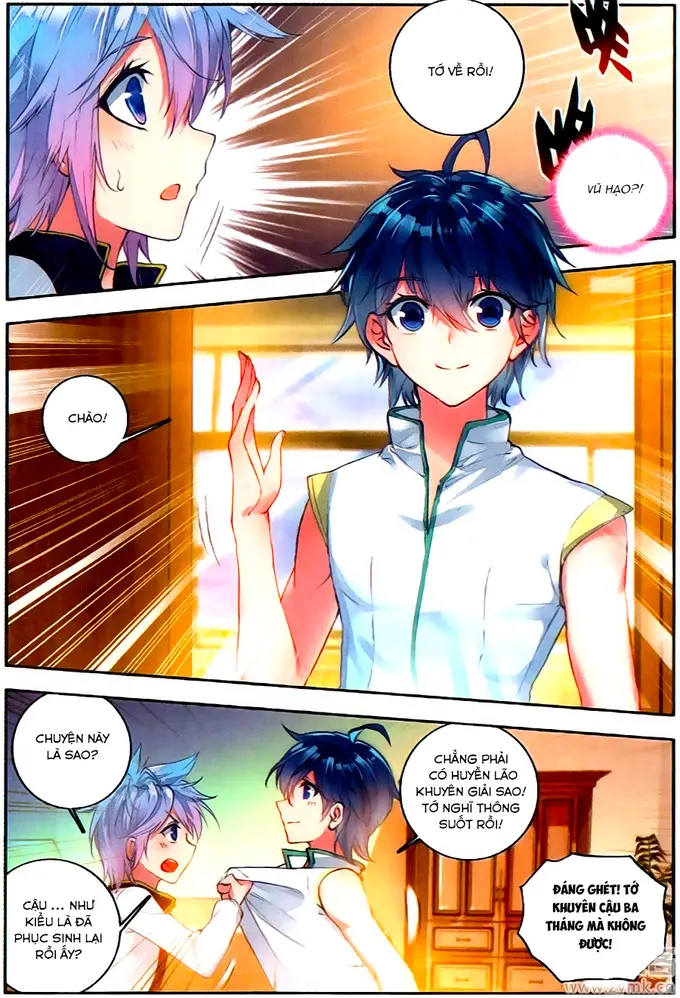 TỚ VỀ RỒI!
VŨ HẠO?!
CHÀO!
CHUYỆN NÀY
LÀ SAO?
CHẲNG PHẢI
CÓ HUYỀN LÃO
KHUYÊN GIẢI SAO!
TỚ NGHĨ THÔNG
SUỐT RỒI!
CẬU ... NHƯ
KIỂU LÀ ĐÃ
PHỤC SINH LẠI
RỒI ẤY?
ĐÁNG GHÉT! TỚ
KHUYÊN CẬU BA
THÁNG MÀ KHÔNG
ĐƯỢC!